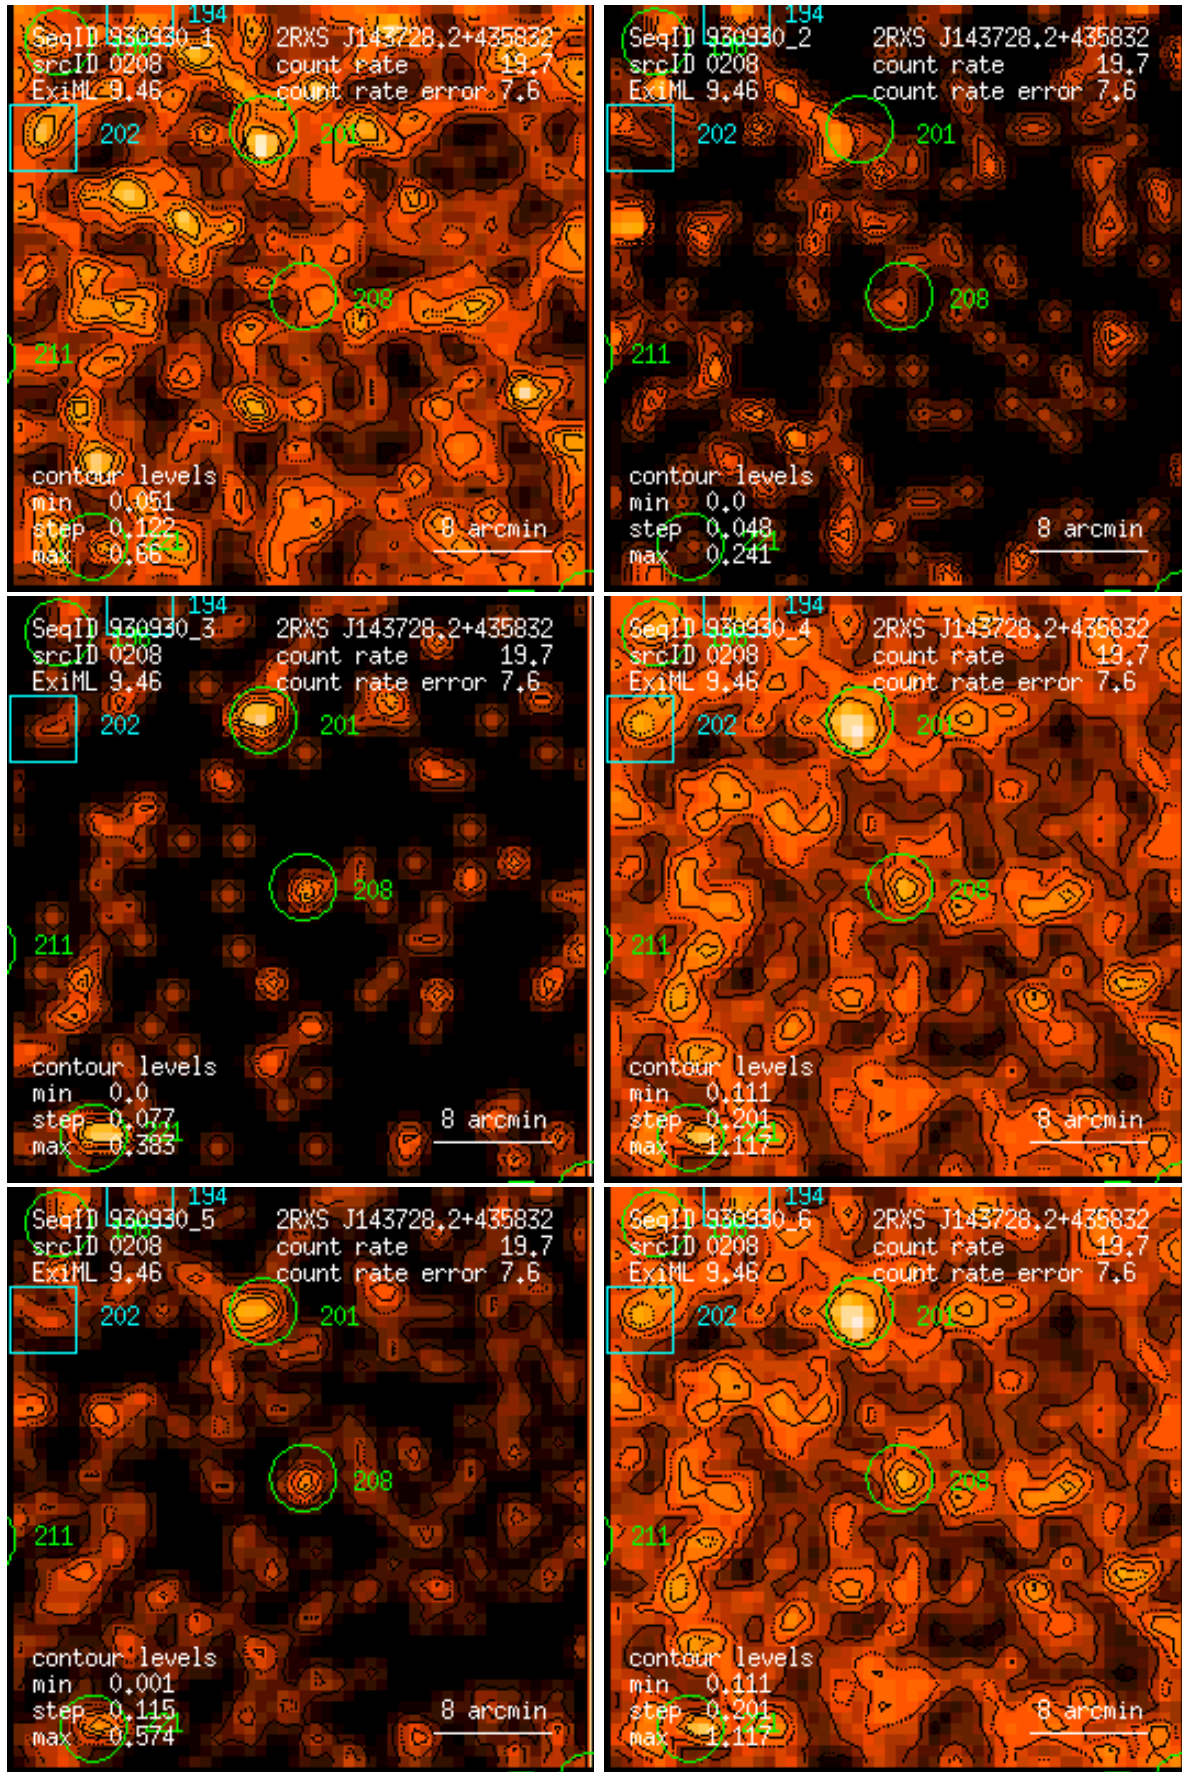 194
SeqID 930930_1 2RXS J143728.2+435832
srcID 0208 count rate 19.7
ExiML 9.46 count rate error 7.6
202 201
208
211
contour levels
min 0.051
step 0.122
max 0.66 221
8 arcmin
194
SeqID 930930_2 2RXS J143728.2+435832
srcID 0208 count rate 19.7
ExiML 9.46 count rate error 7.6
202 201
208
211
contour levels
min 0.0
step 0.048
max 0.241 221
8 arcmin
194
SeqID 930930_3 2RXS J143728.2+435832
srcID 0208 count rate 19.7
ExiML 9.46 count rate error 7.6
202 201
208
211
contour levels
min 0.0
step 0.077
max 0.383 221
8 arcmin
194
SeqID 930930_4 2RXS J143728.2+435832
srcID 0208 count rate 19.7
ExiML 9.46 count rate error 7.6
202 201
208
211
contour levels
min 0.111
step 0.201
max 1.117 221
8 arcmin
194
SeqID 930930_5 2RXS J143728.2+435832
srcID 0208 count rate 19.7
ExiML 9.46 count rate error 7.6
202 201
208
211
contour levels
min 0.001
step 0.115
max 0.574 221
8 arcmin
194
SeqID 930930_6 2RXS J143728.2+435832
srcID 0208 count rate 19.7
ExiML 9.46 count rate error 7.6
202 201
208
211
contour levels
min 0.111
step 0.201
max 1.117 221
8 arcmin